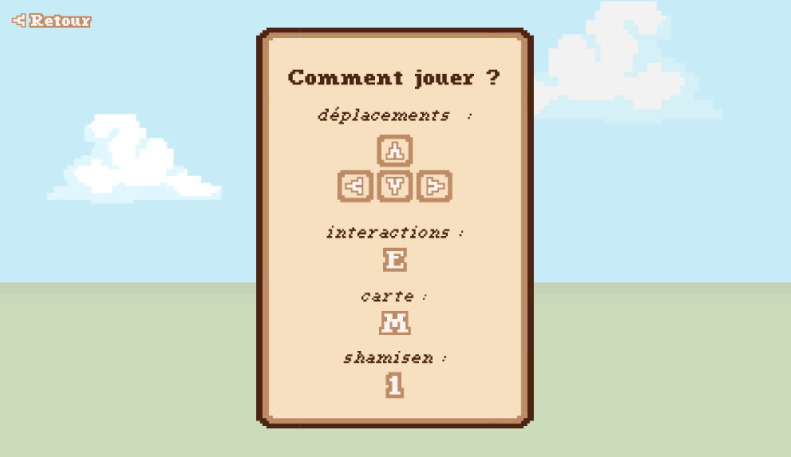 < Retour
Comment jouer ?
déplacements :
interactions :
E
carte :
M
shamisen :
1